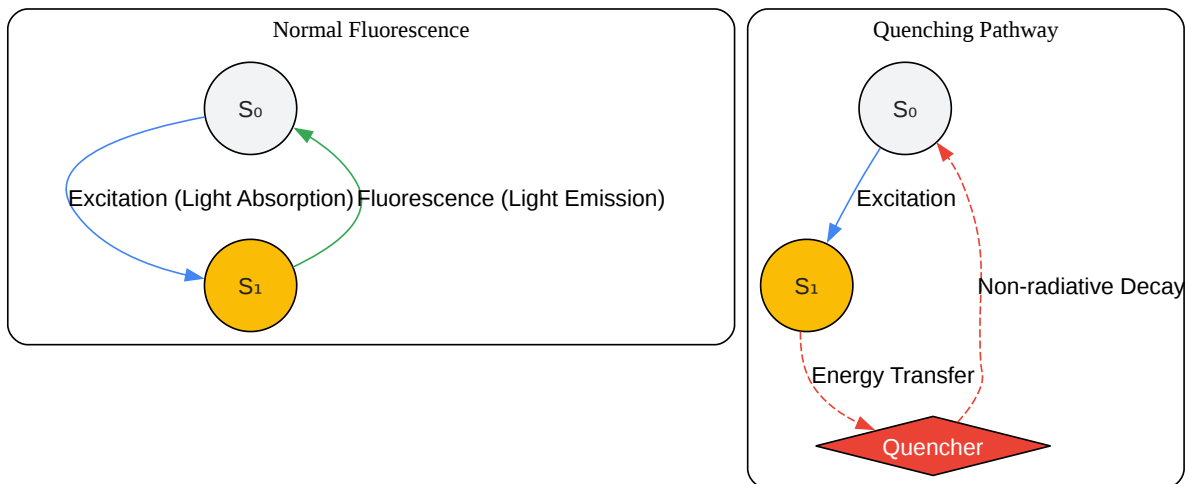 Normal Fluorescence
S₀
Excitation (Light Absorption)
Fluorescence (Light Emission)
S₁
Quenching Pathway
S₀
Excitation
S₁
Non-radiative Decay
Energy Transfer
Quencher